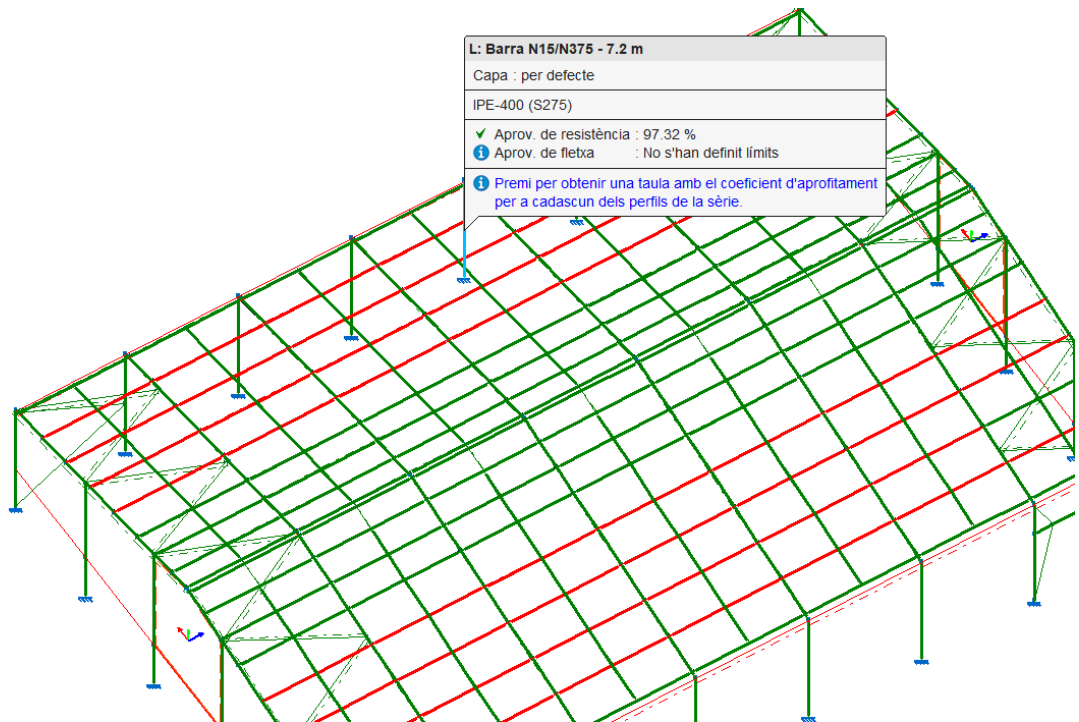 L: Barra N15/N375 - 7.2 m
Capa : per defecte
IPE-400 (S275)
Aprov. de resistència : 97.32 %
Aprov. de fletxa : No s'han definit límits
Premi per obtenir una taula amb el coeficient d'aprofitament
per a cadascun dels perfils de la sèrie.